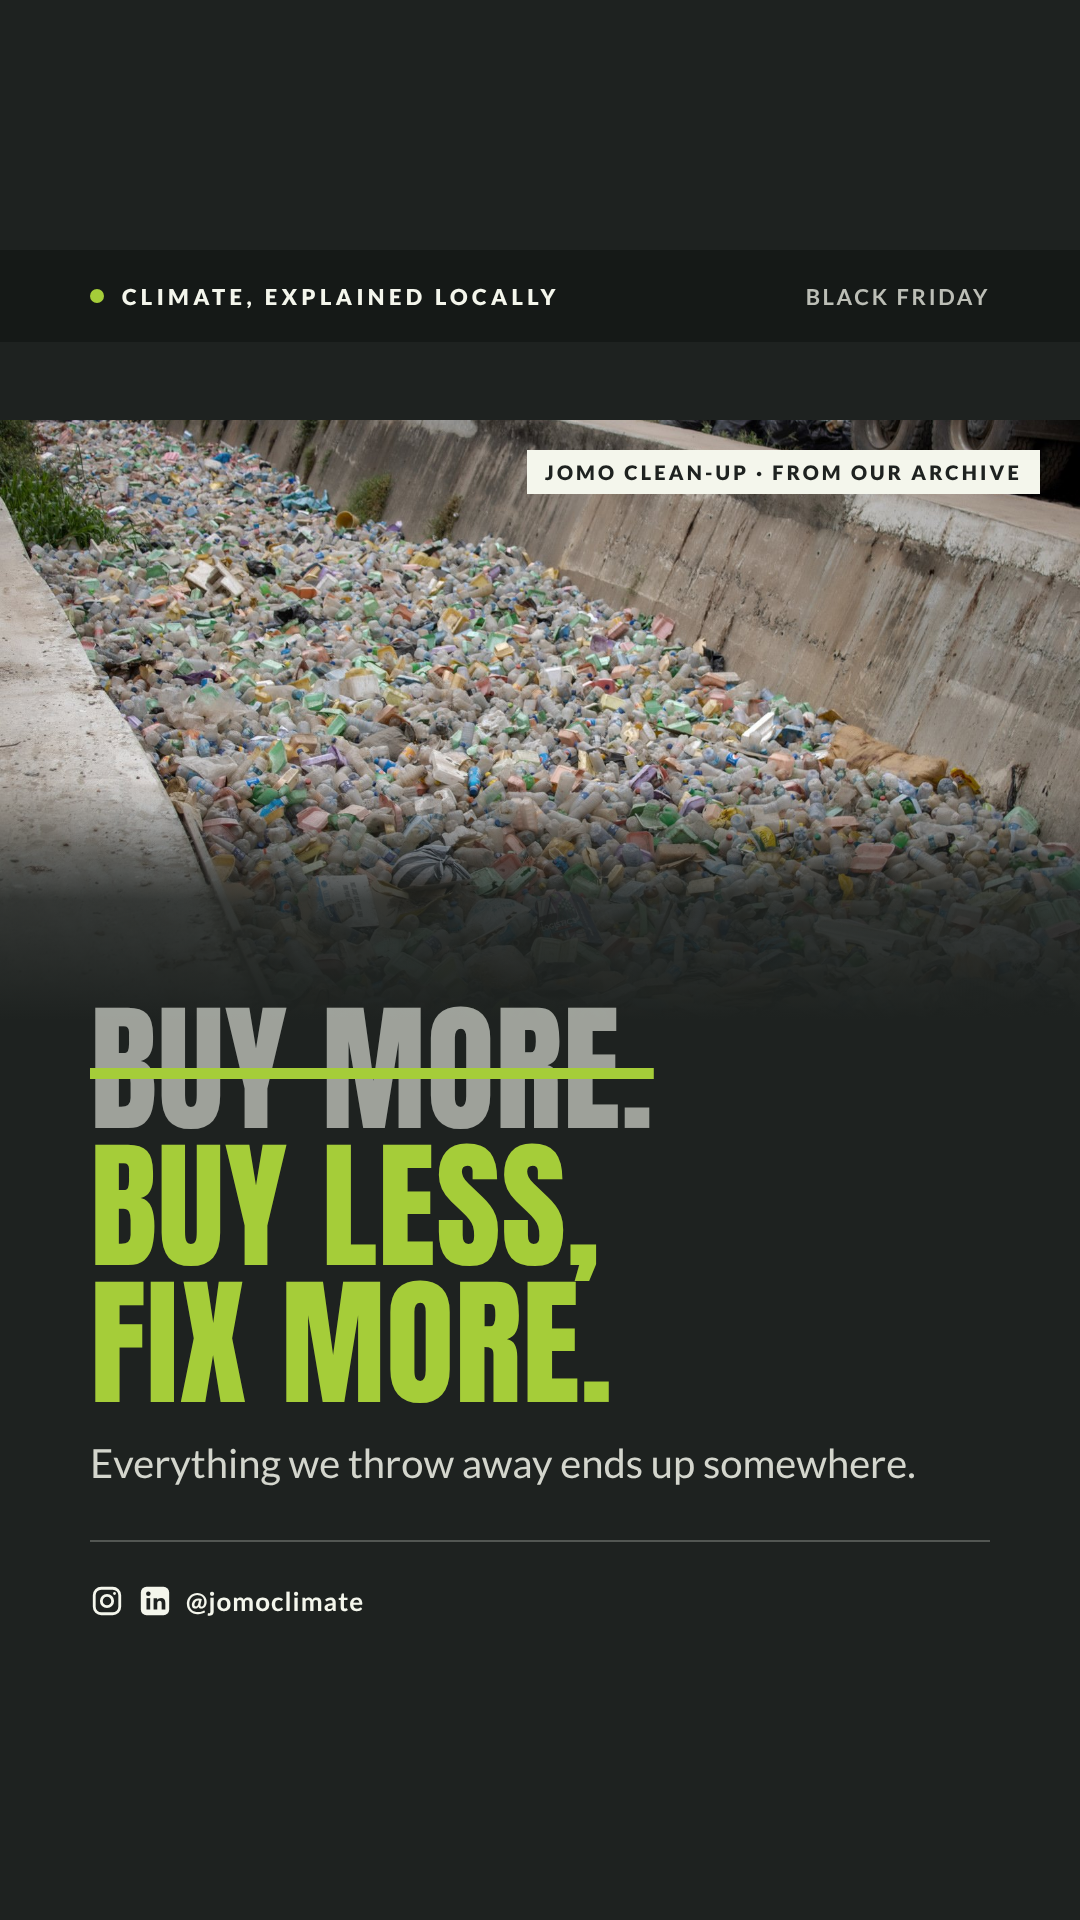 CLIMATE, EXPLAINED LOCALLY
BLACK FRIDAY
JOMO CLEAN-UP · FROM OUR ARCHIVE
BUY MORE.
BUY LESS,
FIX MORE.
Everything we throw away ends up somewhere.
@jomoclimate